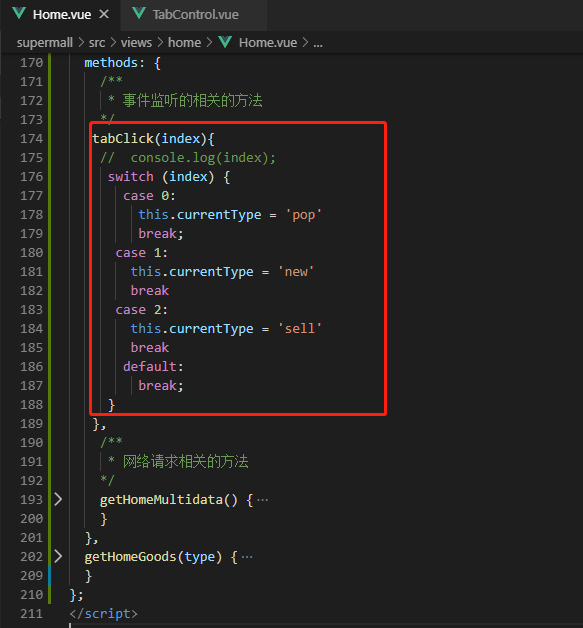 Home.vue × TabControl.vue
supermall > src > views > home > Home.vue > ...
170 methods: {
171 /**
172 * 事件监听的相关的方法
173 */
174 tabClick(index){
175 // console.log(index);
176 switch (index) {
177 case 0:
178 this.currentType = 'pop'
179 break;
180 case 1:
181 this.currentType = 'new'
182 break
183 case 2:
184 this.currentType = 'sell'
185 break
186 default:
187 break;
188 }
189 },
190 /**
191 * 网络请求相关的方法
192 */
193 > getHomeMultidata() { ...
200 }
201 },
202 > getHomeGoods(type) { ...
209 }
210 };
211 </script>